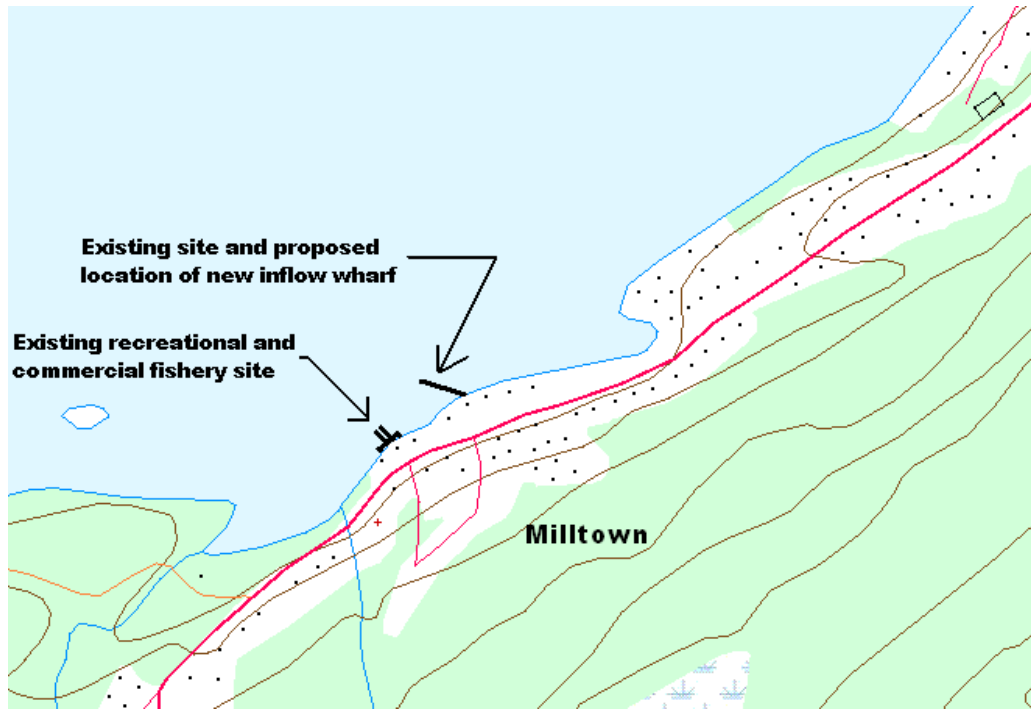 Existing site and proposed
location of new inflow wharf
Existing recreational and
commercial fishery site
Milltown